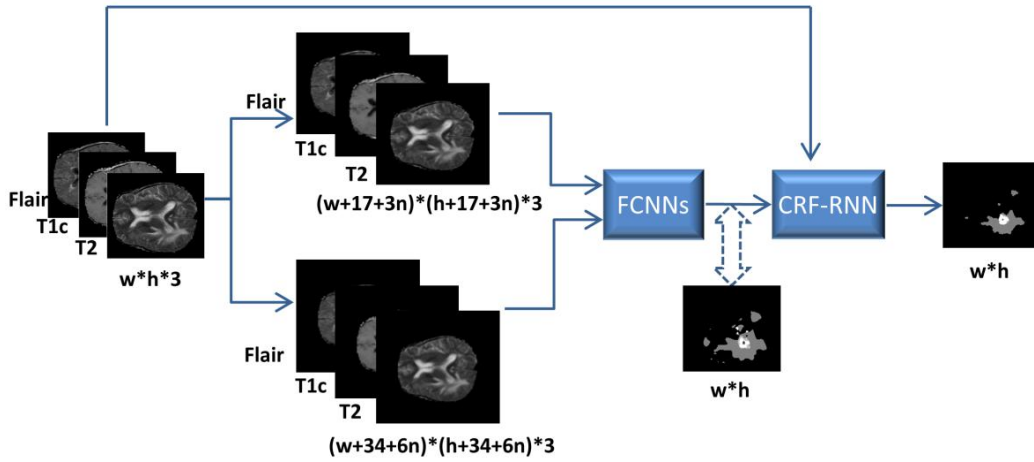 Flair
T1c
T2
w*h*3
Flair
T1c
T2
(w+17+3n)*(h+17+3n)*3
Flair
T1c
T2
(w+34+6n)*(h+34+6n)*3
FCNNs
w*h
CRF-RNN
w*h